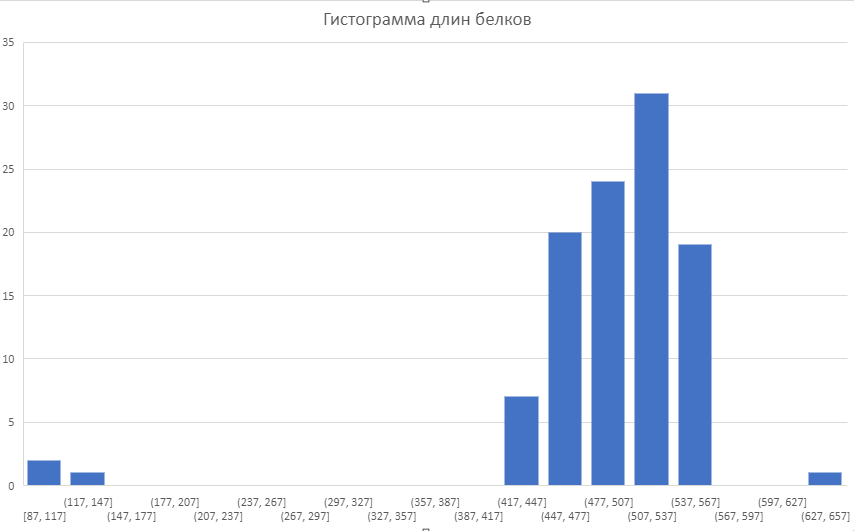 Гистограмма длин белков
35
30
25
20
15
10
5
0
(117, 147] (177, 207] (237, 267] (297, 327] (357, 387] (417, 447] (477, 507] (537, 567] (597, 627]
[87, 117] (147, 177] (207, 237] (267, 297] (327, 357] (387, 417] (447, 477] (507, 537] (567, 597] (627, 657]